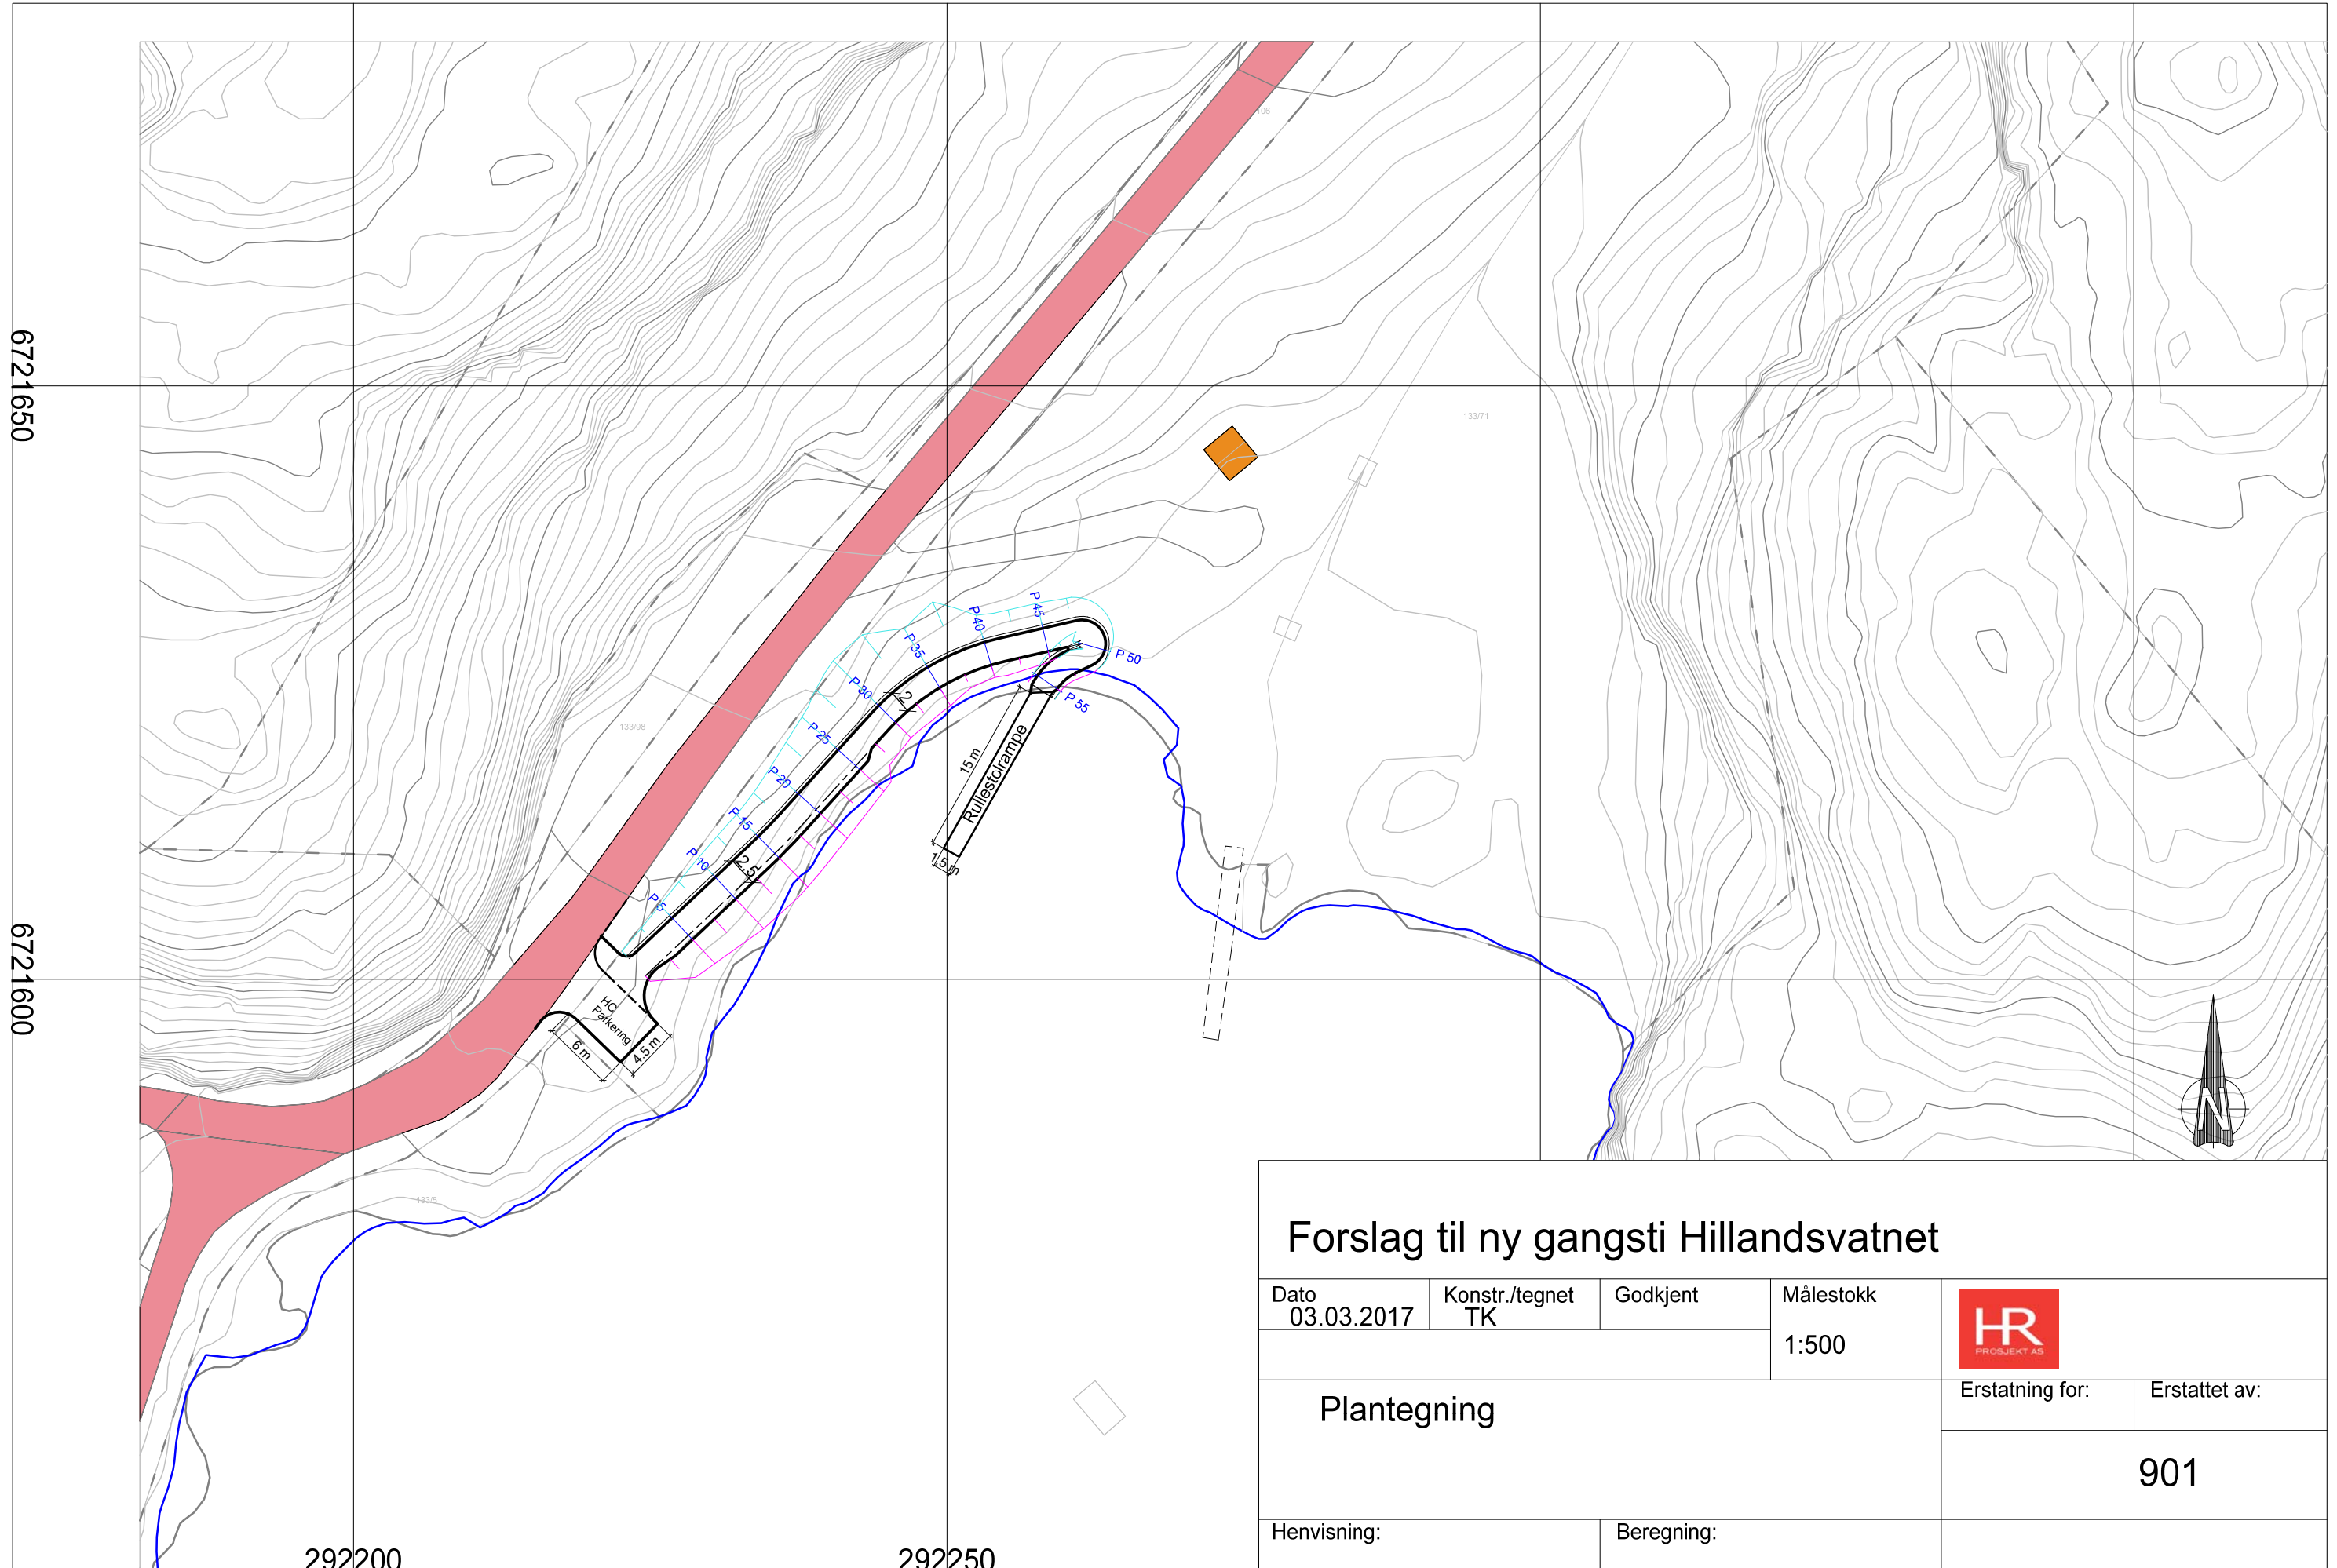 106
6721650
133/71
P 45
P 40
P 35
P 50
P 30
2
P 55
133/98
P 25
15 m
Rullestolrampe
P 20
P 15
P 10
2.5
1.5 m
P 5
6721600
HC
Parkering
6 m
4.5 m
N
133/5
Forslag til ny gangsti Hillandsvatnet
Dato
03.03.2017
Konstr./tegnet
TK
Godkjent
Målestokk
1:500
HR
PROSJEKT AS
Plantegning
Erstatning for:
Erstattet av:
901
Henvisning:
Beregning:
292200
292250